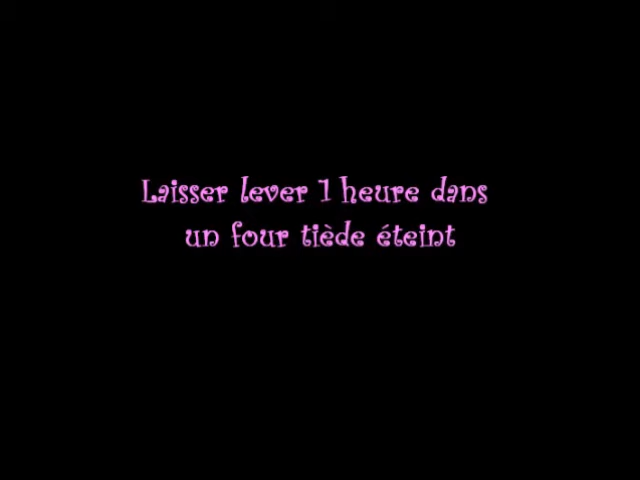 Laisser lever 1 heure dans
un four tiède éteint